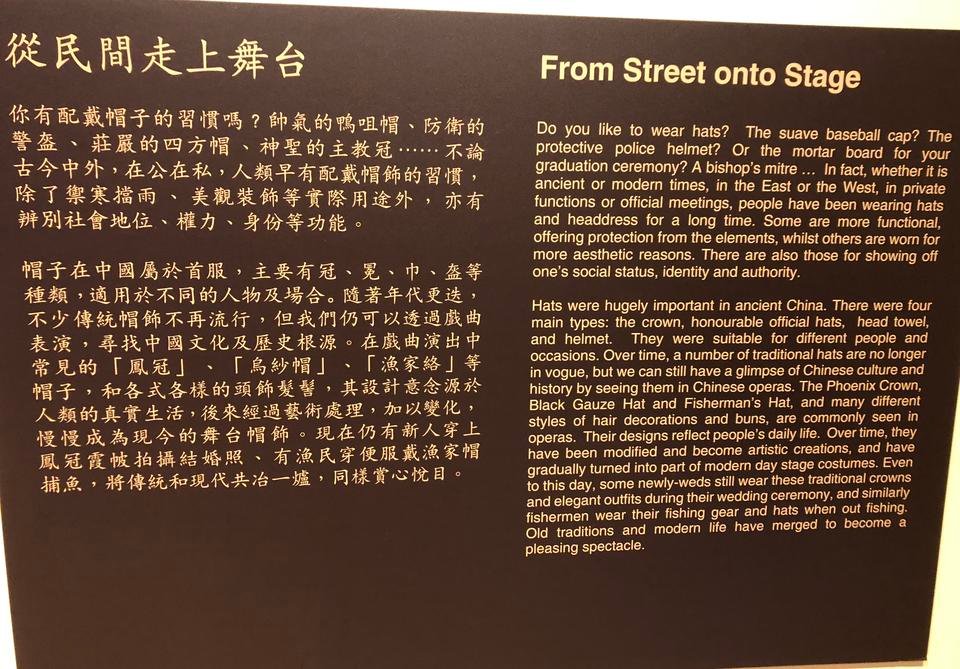 從民間走上舞台
你有配戴帽子的習慣嗎？帥氣的鴨咀帽、防衛的
警盔、莊嚴的四方帽、神聖的主教冠……不論
古今中外，在公在私，人類早有配戴帽飾的習慣，
除了禦寒擋雨、美觀裝飾等實際用途外，亦有
辨別社會地位、權力、身份等功能。
帽子在中國屬於首服，主要有冠、冕、巾、盔等
種類，適用於不同的人物及場合。隨著年代更迭，
不少傳統帽飾不再流行，但我們仍可以透過戲曲
表演，尋找中國文化及歷史根源。在戲曲演出中
常見的「鳳冠」、「烏紗帽」、「漁家絡」等
帽子，和各式各樣的頭飾髮髻，其設計意念源於
人類的真實生活，後來經過藝術處理，加以變化，
慢慢成為現今的舞台帽飾。現在仍有新人穿上
鳳冠霞帔拍攝結婚照、有漁民穿便服戴漁家帽
捕魚，將傳統和現代共冶一爐，同樣賞心悅目。
From Street onto Stage
Do you like to wear hats? The suave baseball cap? The
protective police helmet? Or the mortar board for your
graduation ceremony? A bishop's mitre ... In fact, whether it is
ancient or modern times, in the East or the West, in private
functions or official meetings, people have been wearing hats
and headdress for a long time. Some are more functional,
offering protection from the elements, whilst others are worn for
more aesthetic reasons. There are also those for showing off
one's social status, identity and authority.
Hats were hugely important in ancient China. There were four
main types: the crown, honourable official hats, head towel,
and helmet. They were suitable for different people and
occasions. Over time, a number of traditional hats are no longer
in vogue, but we can still have a glimpse of Chinese culture and
history by seeing them in Chinese operas. The Phoenix Crown,
Black Gauze Hat and Fisherman's Hat, and many different
styles of hair decorations and buns, are commonly seen in
operas. Their designs reflect people's daily life. Over time, they
have been modified and become artistic creations, and have
gradually turned into part of modern day stage costumes. Even
to this day, some newly-weds still wear these traditional crowns
and elegant outfits during their wedding ceremony, and similarly
fishermen wear their fishing gear and hats when out fishing.
Old traditions and modern life have merged to become a
pleasing spectacle.